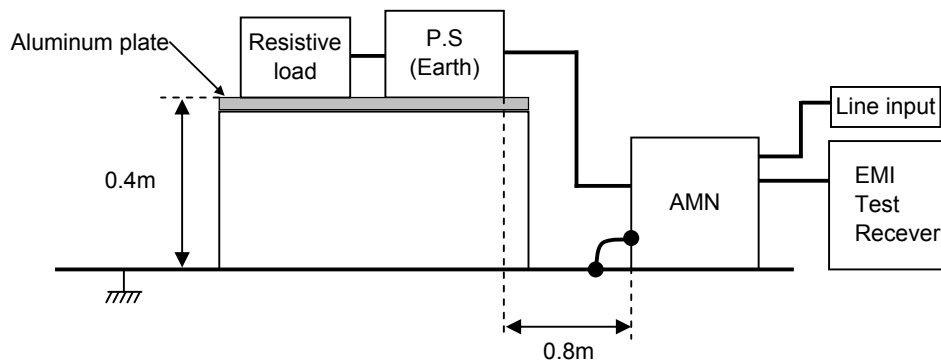 Aluminum plate
Resistive
load
P.S
(Earth)
Line input
0.4m
AMN
EMI
Test
Recever
0.8m